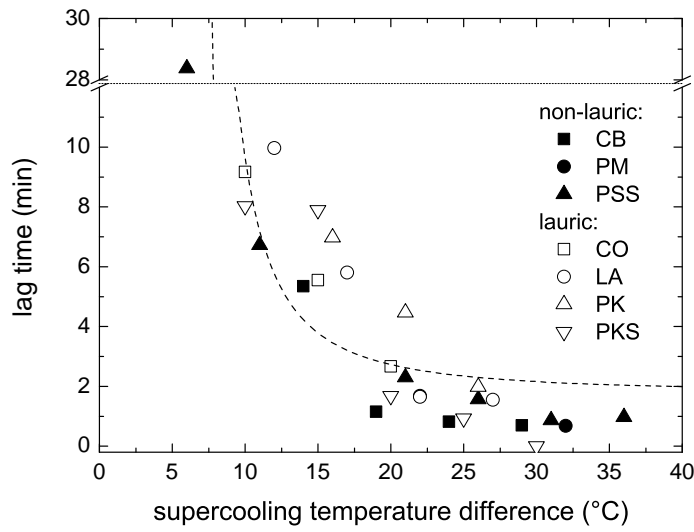 30
28
10
8
6
4
2
0
lag time (min)
non-lauric:
CB
PM
PSS
lauric:
CO
LA
PK
PKS
0 5 10 15 20 25 30 35 40
supercooling temperature difference (°C)